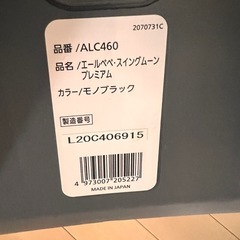 2070731C
品番 /ALC460
品名 /エールベベ・スイングムーン
プレミアム
カラー/モノブラック
製造番号
L20C406915
4 973007 205227
MADE IN JAPAN